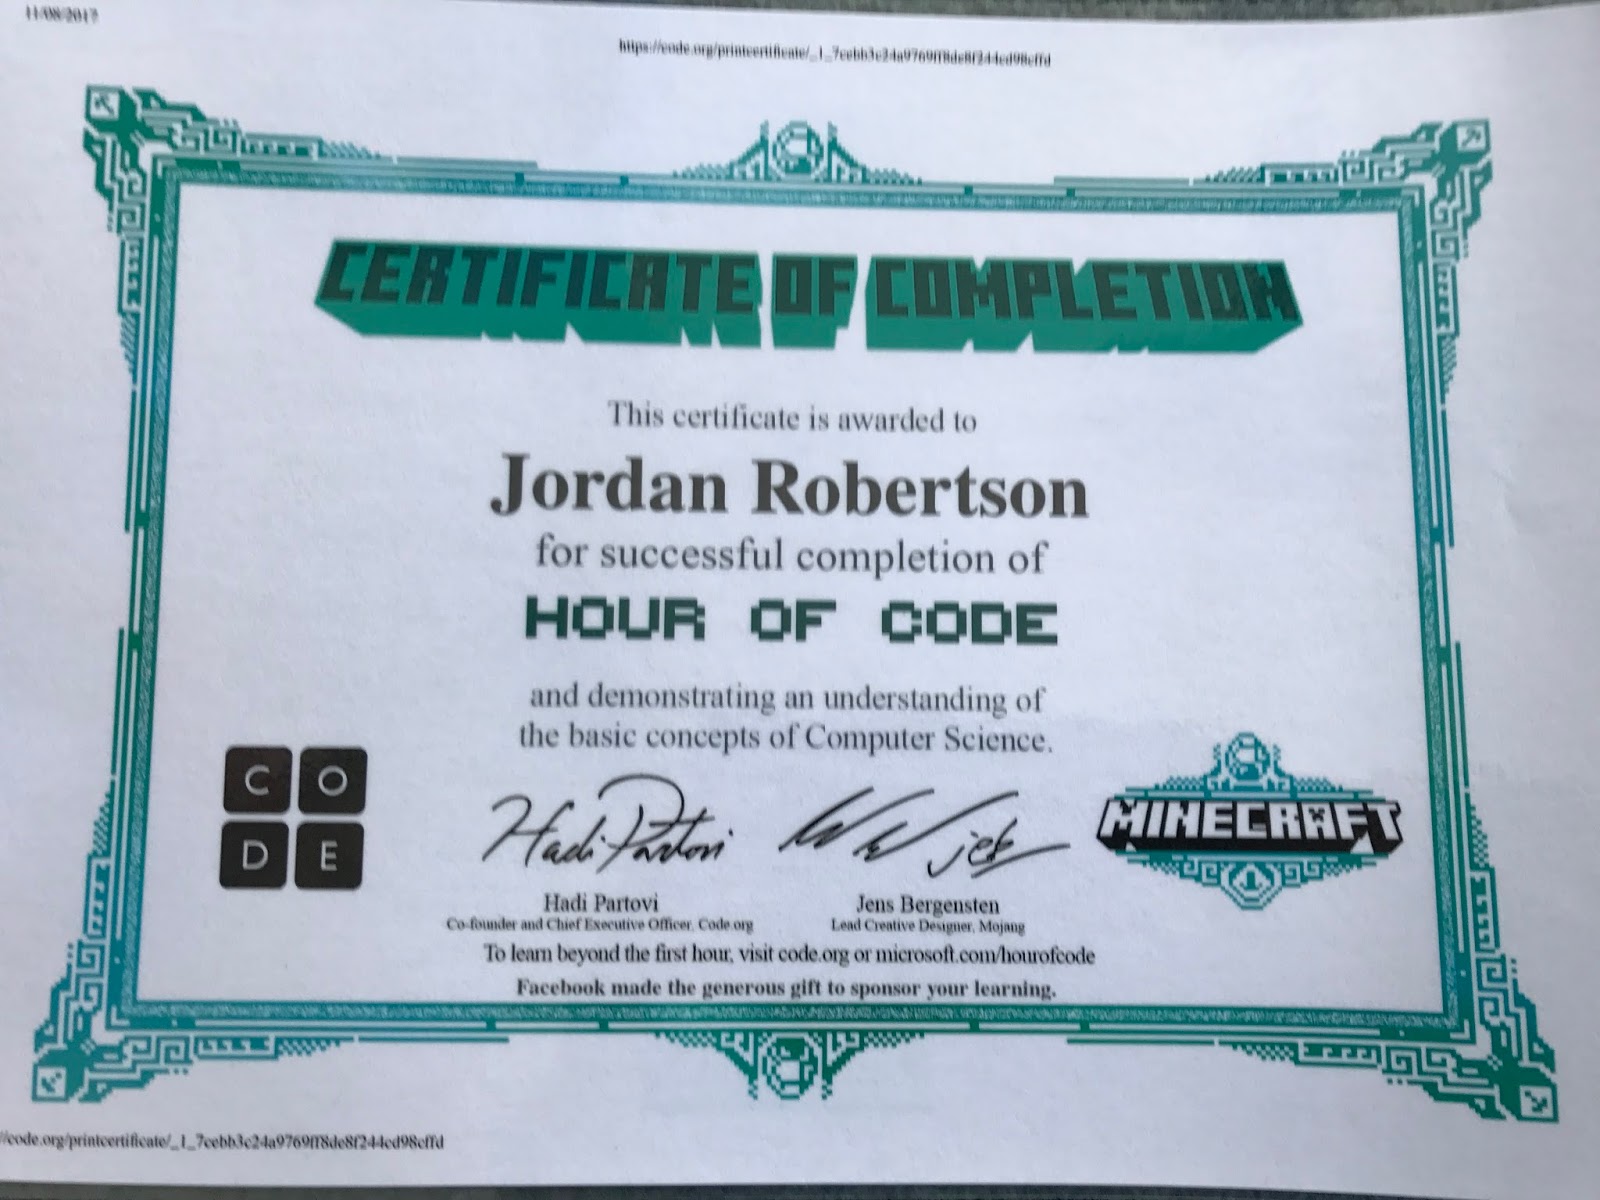 11/08/2017
https://code.org/printcertificate/_1_7cebb3c24a9769ff8de8f244cd98cffd
CERTIFICATE OF COMPLETION
This certificate is awarded to
Jordan Robertson
for successful completion of
HOUR OF CODE
and demonstrating an understanding of
the basic concepts of Computer Science.
C O
D E
Hadi Partovi
jeb
MINECRAFT
Hadi Partovi
Co-founder and Chief Executive Officer, Code.org
Jens Bergensten
Lead Creative Designer, Mojang
To learn beyond the first hour, visit code.org or microsoft.com/hourofcode
Facebook made the generous gift to sponsor your learning.
//code.org/printcertificate/_1_7cebb3c24a9769ff8de8f244cd98cffd